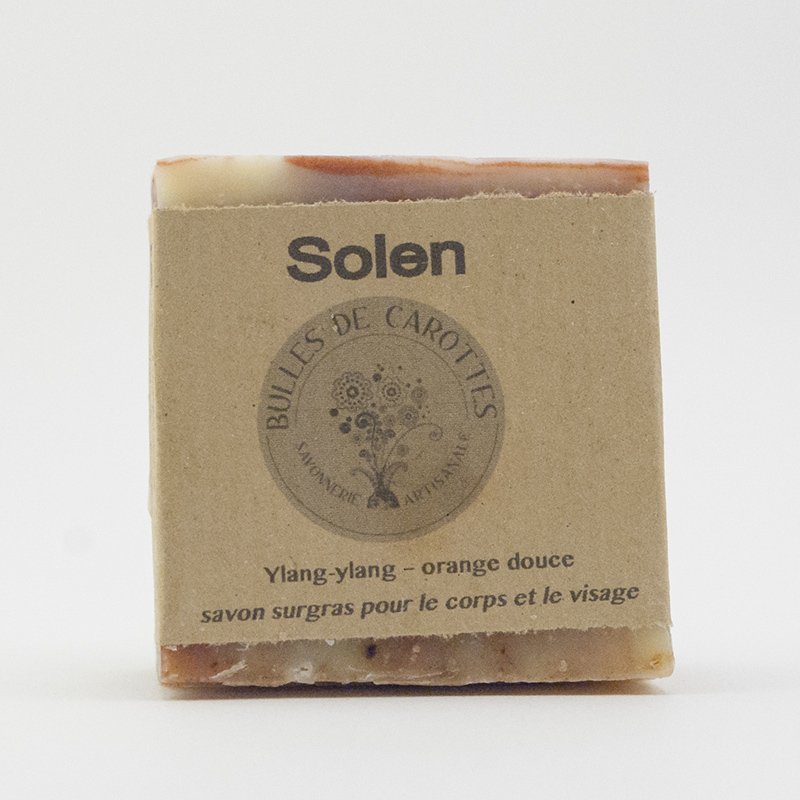 Solen
BULLES DE CAROTTES
SAVONNERIE ARTISANALE
Ylang-ylang – orange douce
savon surgras pour le corps et le visage